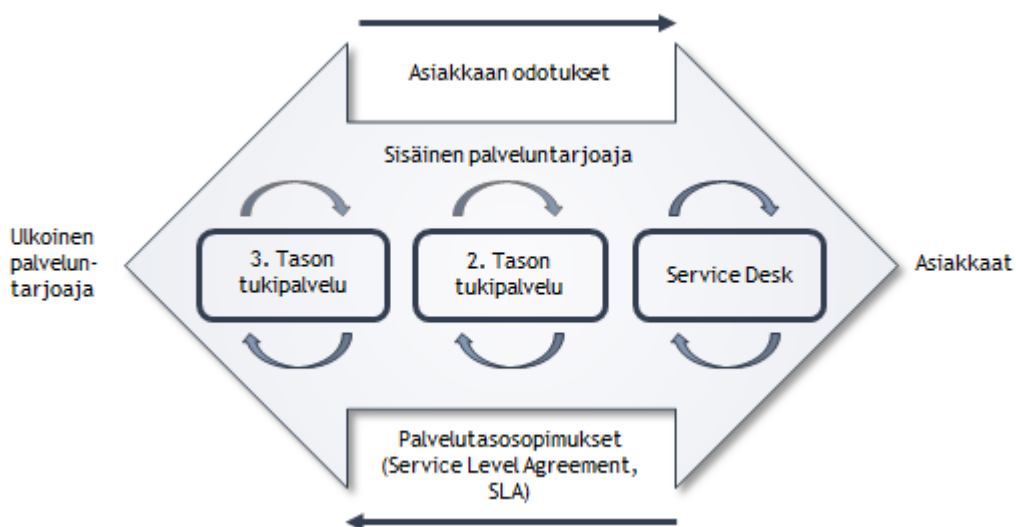 Asiakkaan odotukset
Sisäinen palveluntarjoaja
Ulkoinen
palvelun-
tarjoaja
3. Tason
tukipalvelu
2. Tason
tukipalvelu
Service Desk
Asiakkaat
Palvelutasosopimukset
(Service Level Agreement,
SLA)